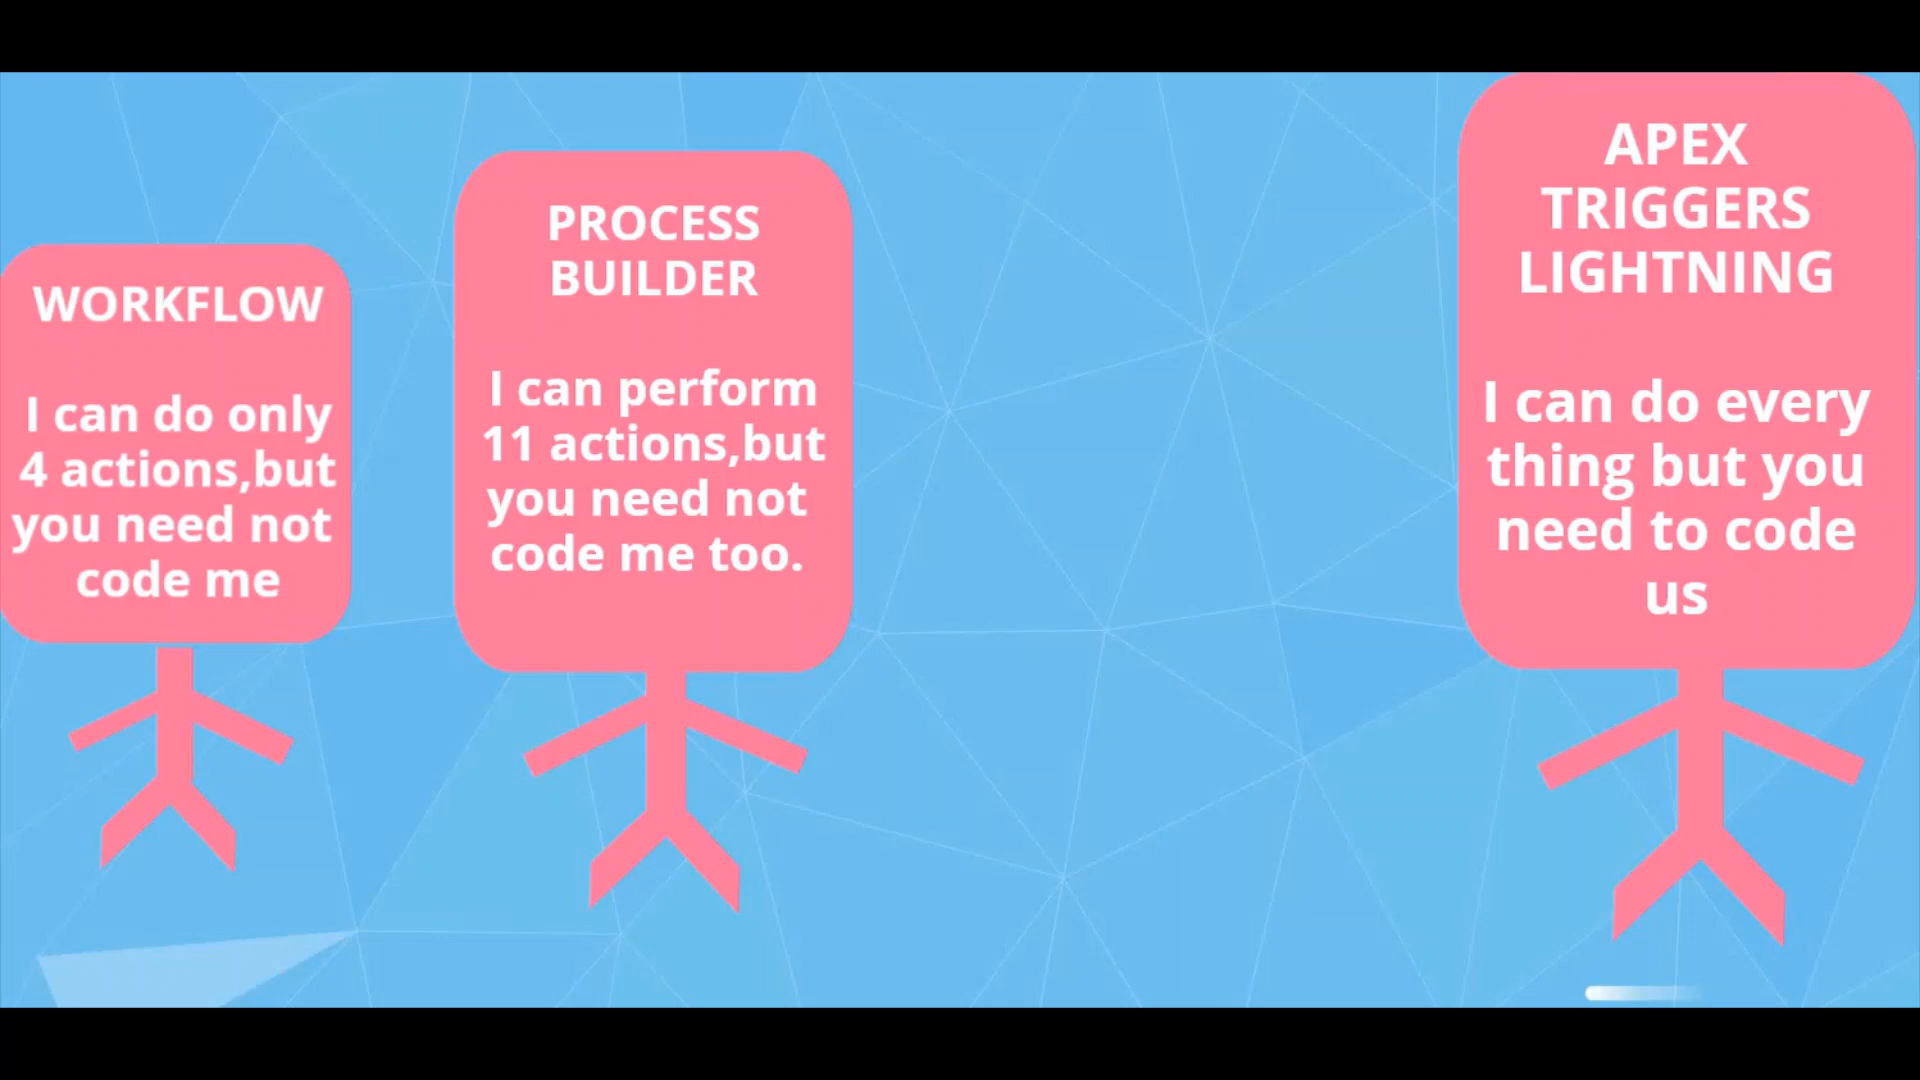 WORKFLOW
I can do only
4 actions,but
you need not
code me
PROCESS
BUILDER
I can perform
11 actions,but
you need not
code me too.
APEX
TRIGGERS
LIGHTNING
I can do every
thing but you
need to code
us